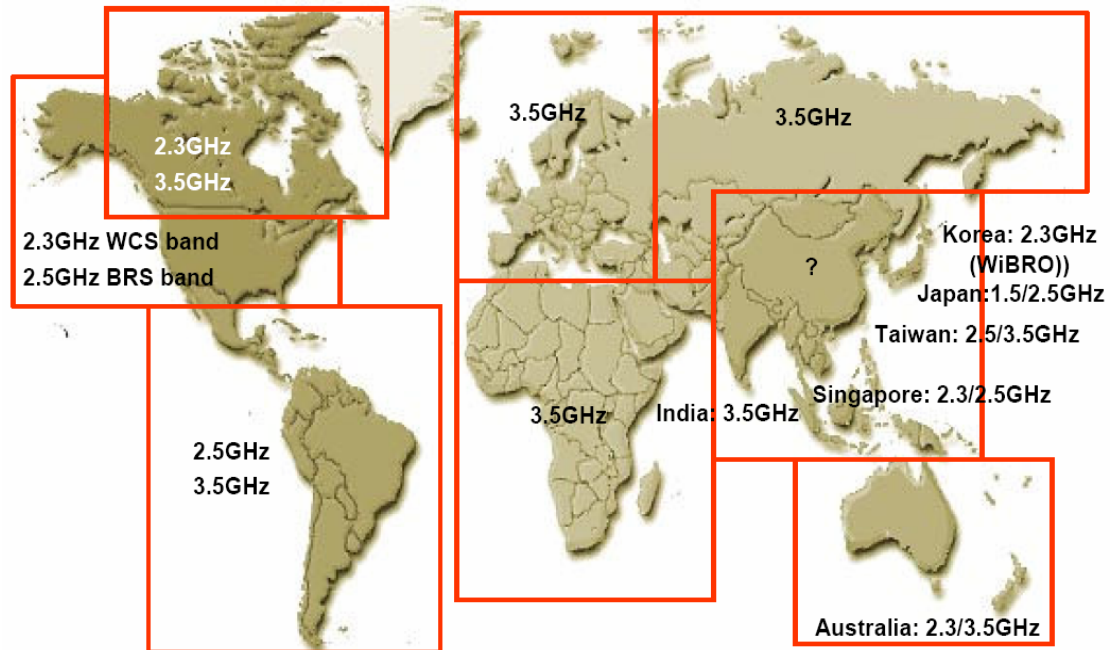 3.5GHz
3.5GHz
2.3GHz
3.5GHz
2.3GHz WCS band
2.5GHz BRS band
?
Korea: 2.3GHz
(WiBRO))
Japan:1.5/2.5GHz
Taiwan: 2.5/3.5GHz
Singapore: 2.3/2.5GHz
3.5GHz
India: 3.5GHz
2.5GHz
3.5GHz
Australia: 2.3/3.5GHz